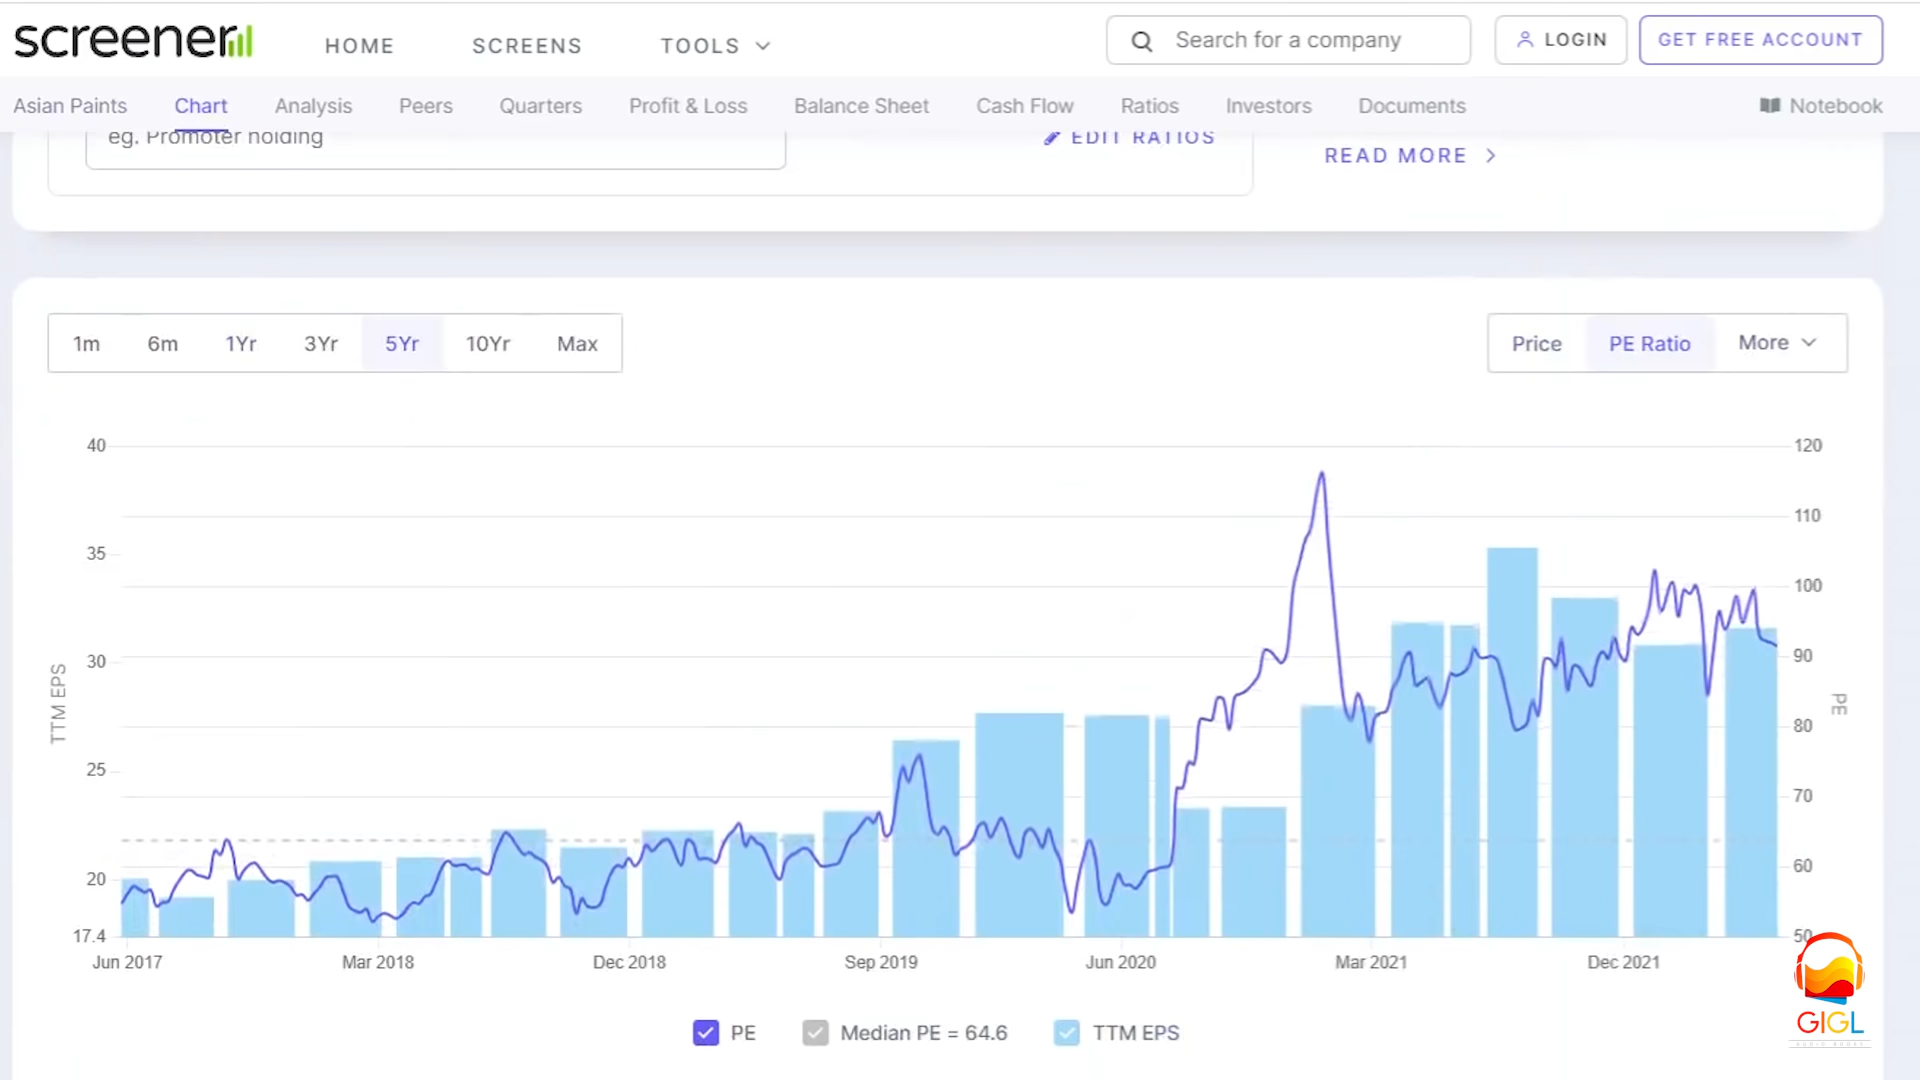 screener
HOME SCREENS TOOLS
Search for a company
LOGIN
GET FREE ACCOUNT
Asian Paints Chart Analysis Peers Quarters Profit & Loss Balance Sheet Cash Flow Ratios Investors Documents Notebook
eg. Promoter holding
EDIT RATIOS
READ MORE
1m 6m 1Yr 3Yr 5Yr 10Yr Max
Price PE Ratio More
40
35
30
25
20
17.4
TTM EPS
120
110
100
90
80
70
60
50
PE
Jun 2017 Mar 2018 Dec 2018 Sep 2019 Jun 2020 Mar 2021 Dec 2021
PE Median PE = 64.6 TTM EPS
GIGL
AUDIO BOOKS